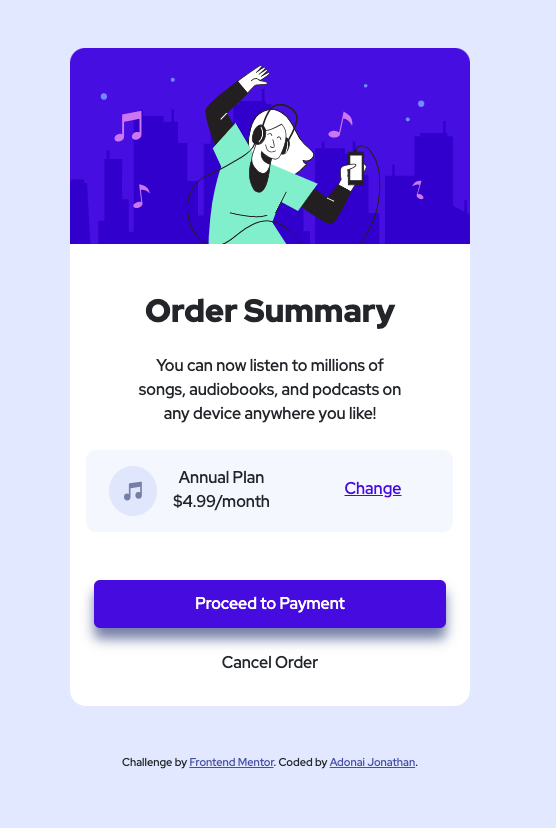 Order Summary
You can now listen to millions of
songs, audiobooks, and podcasts on
any device anywhere you like!
Annual Plan
$4.99/month
Change
Proceed to Payment
Cancel Order
Challenge by Frontend Mentor. Coded by Adonai Jonathan.